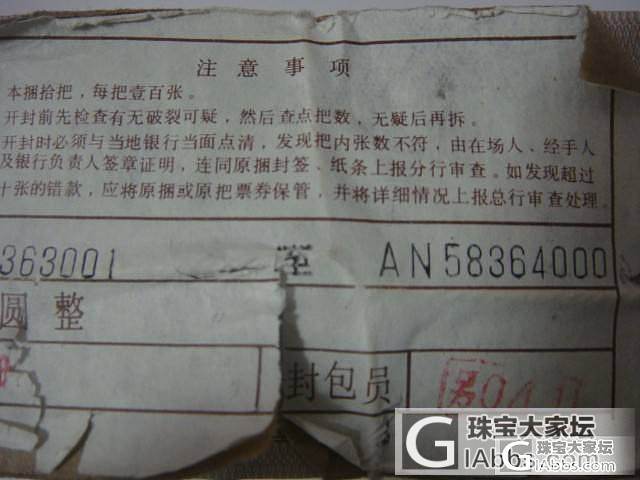 注意事项
本捆拾把，每把壹百张。
开封前先检查有无破裂可疑，然后查点把数，无疑后再拆。
开封时必须与当地银行当面点清，发现把内张数不符，由在场人、经手人
及银行负责人签章证明，连同原捆封签、纸条上报分行审查。如发现超过
十张的错款，应将原捆或原把票券保管，并将详细情况上报总行审查处理。
363001 至 AN58364000
圆整
封包员
珠宝大家坛
GIAbbs.com